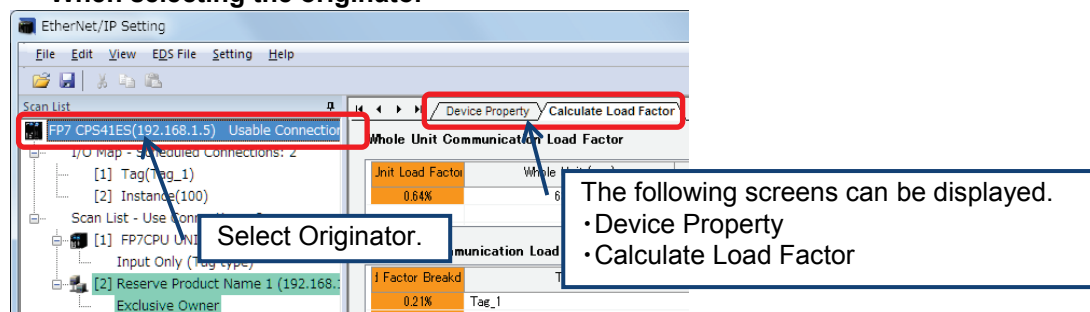 When selecting the originator
EtherNet/IP Setting
File Edit View EDS File Setting Help
Scan List
Device Property Calculate Load Factor
FP7 CPS41ES(192.168.1.5) Usable Connection
Whole Unit Communication Load Factor
I/O Map - Scheduled Connections: 2
[1] Tag(Tag_1)
Unit Load Factor Whole
[2] Instance(100)
0.64% 6
The following screens can be displayed.
・Device Property
・Calculate Load Factor
Scan List - Use
[1] FP7CPU UNI
Select Originator.
Input Only (Tag type)
munication Load
[2] Reserve Product Name 1 (192.168.1
d Factor Breakd T
Exclusive Owner
0.21% Tag_1